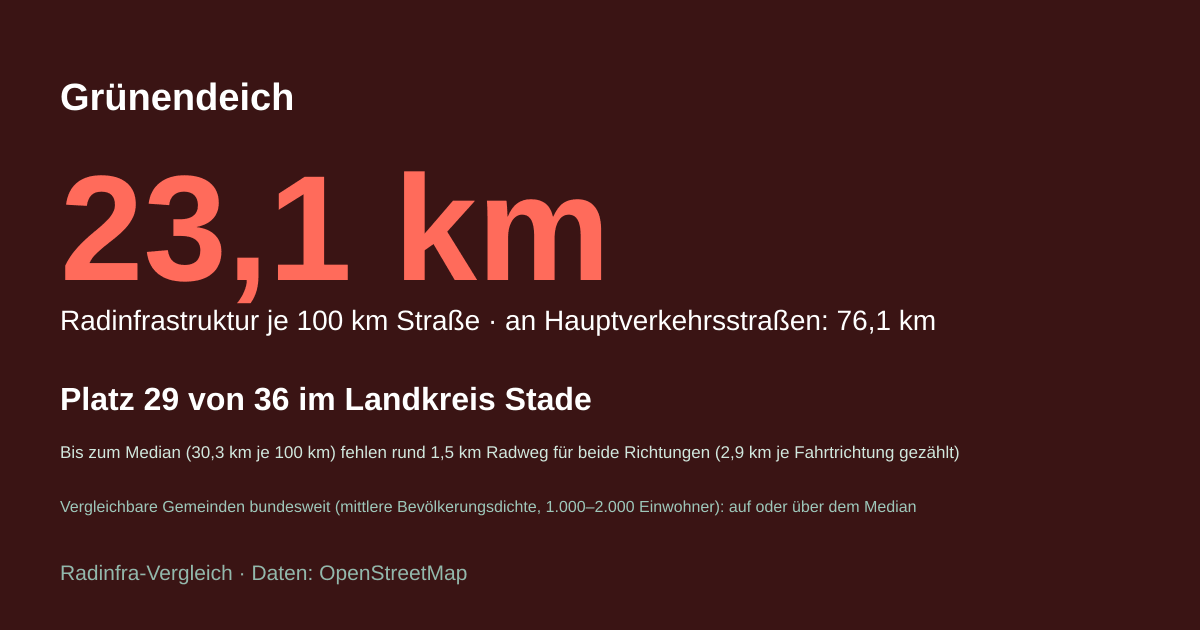 Grünendeich
23,1 km
Radinfrastruktur je 100 km Straße · an Hauptverkehrsstraßen: 76,1 km
Platz 29 von 36 im Landkreis Stade
Bis zum Median (30,3 km je 100 km) fehlen rund 1,5 km Radweg für beide Richtungen (2,9 km je Fahrtrichtung gezählt)
Vergleichbare Gemeinden bundesweit (mittlere Bevölkerungsdichte, 1.000–2.000 Einwohner): auf oder über dem Median
Radinfra-Vergleich · Daten: OpenStreetMap